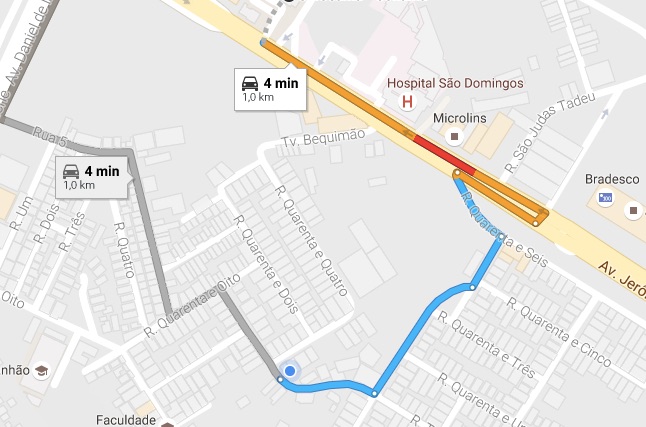 Av. Daniel de
4 min
1,0 km
Hospital São Domingos
H
Microlins
R. São Judas Tadeu
Rua 5
Tv. Bequimão
4 min
1,0 km
Bradesco
R. Um
R. Dois
R. Três
R. Quatro
R. Quarenta e Quatro
R. Quarenta e Dois
R. Quarenta e Oito
R. Quarenta e Seis
Av. Jerô
Oito
R. Quarenta e Cinco
R. Quarenta e Três
R. Quarenta e Um
nhão
Faculdade